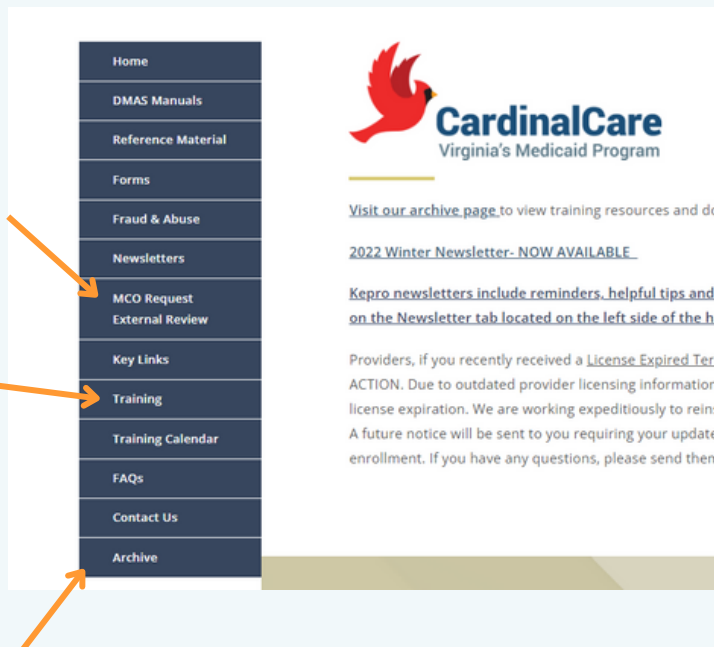 Home
DMAS Manuals
Reference Material
Forms
Fraud & Abuse
Newsletters
MCO Request
External Review
Key Links
Training
Training Calendar
FAQs
Contact Us
Archive
CardinalCare
Virginia's Medicaid Program
Visit our archive page to view training resources and do
2022 Winter Newsletter- NOW AVAILABLE
Kepro newsletters include reminders, helpful tips and
on the Newsletter tab located on the left side of the h
Providers, if you recently received a License Expired Ter
ACTION. Due to outdated provider licensing information
license expiration. We are working expeditiously to rein
A future notice will be sent to you requiring your update
enrollment. If you have any questions, please send them